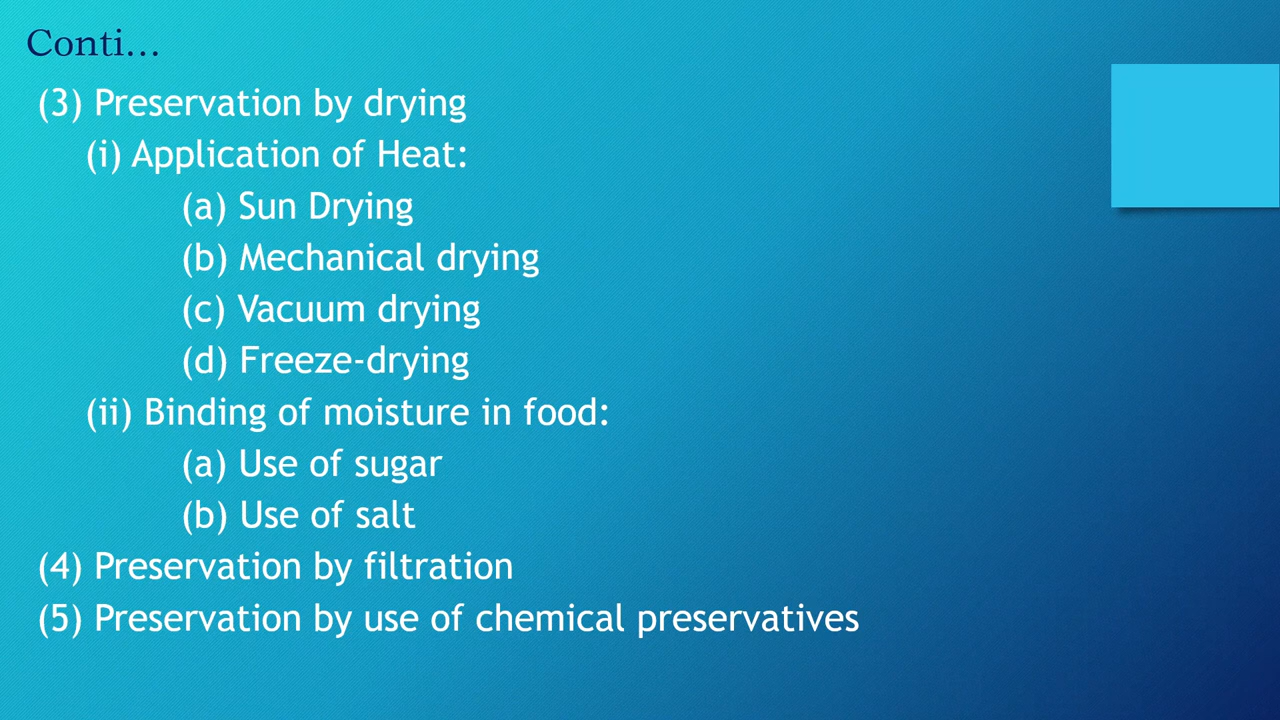 Conti...
(3) Preservation by drying
(i) Application of Heat:
(a) Sun Drying
(b) Mechanical drying
(c) Vacuum drying
(d) Freeze-drying
(ii) Binding of moisture in food:
(a) Use of sugar
(b) Use of salt
(4) Preservation by filtration
(5) Preservation by use of chemical preservatives